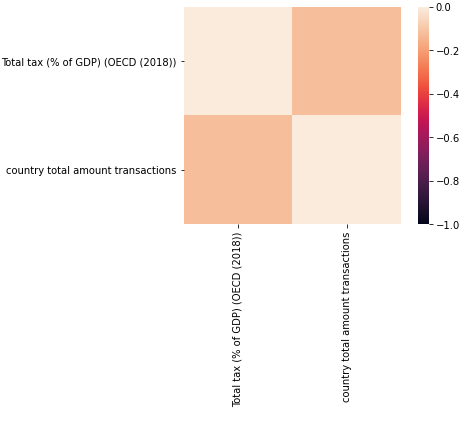 Total tax (% of GDP) (OECD (2018))
country total amount transactions
Total tax (% of GDP) (OECD (2018))
country total amount transactions
0.0
−0.2
−0.4
−0.6
−0.8
−1.0